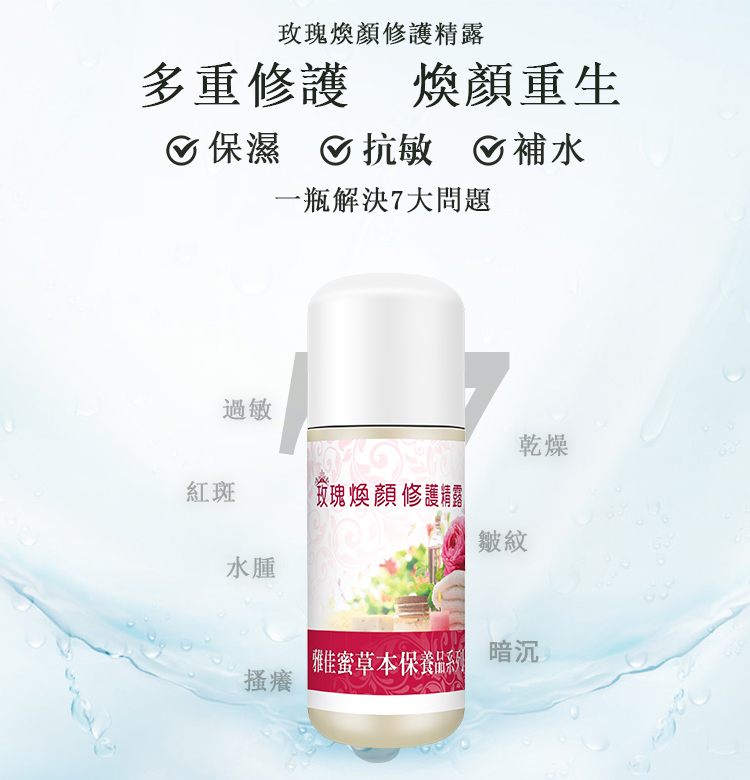 玫瑰煥顏修護精露
多重修護 煥顏重生
保濕 抗敏 補水
一瓶解決7大問題
過敏
乾燥
玫瑰煥顏修護精露
紅斑
皺紋
水腫
雅佳蜜草本保養品系列
暗沉
搔癢